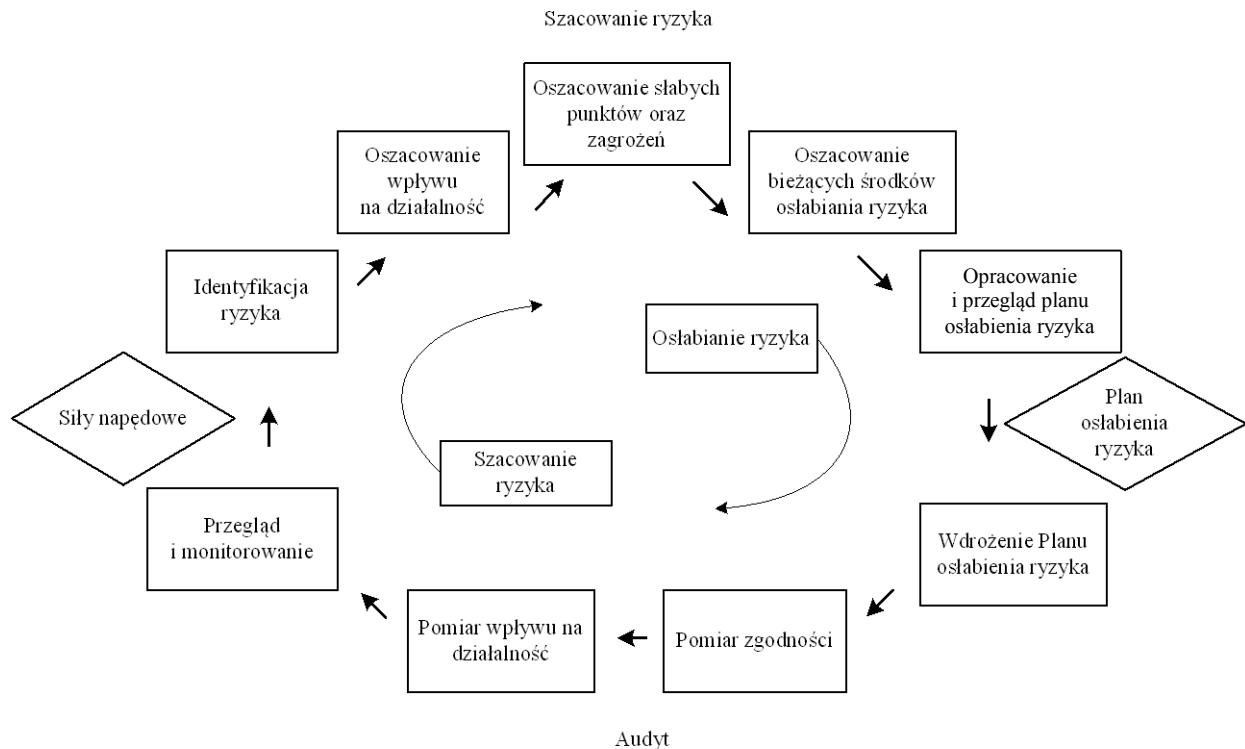 Szacowanie ryzyka
Oszacowanie słabych
punktów oraz
zagrożeń
Oszacowanie
wpływu
na działalność
Oszacowanie
bieżących środków
osłabiania ryzyka
Identyfikacja
ryzyka
Opracowanie
i przegląd planu
osłabienia ryzyka
Osłabianie ryzyka
Siły napędowe
Plan
osłabienia
ryzyka
Szacowanie
ryzyka
Przegląd
i monitorowanie
Wdrożenie Planu
osłabienia ryzyka
Pomiar wpływu na
działalność
Pomiar zgodności
Audyt